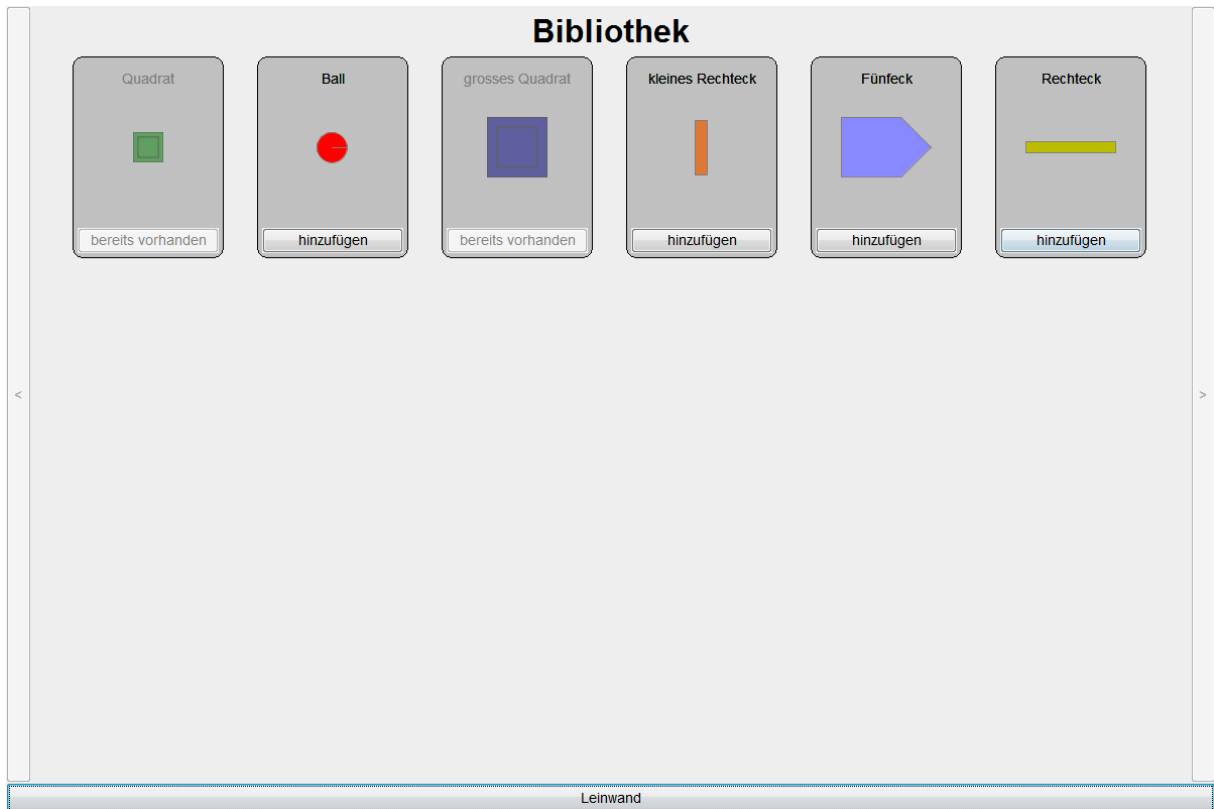 Bibliothek
Quadrat
Ball
grosses Quadrat
kleines Rechteck
Fünfeck
Rechteck
bereits vorhanden
hinzufügen
bereits vorhanden
hinzufügen
hinzufügen
hinzufügen
<
>
Leinwand